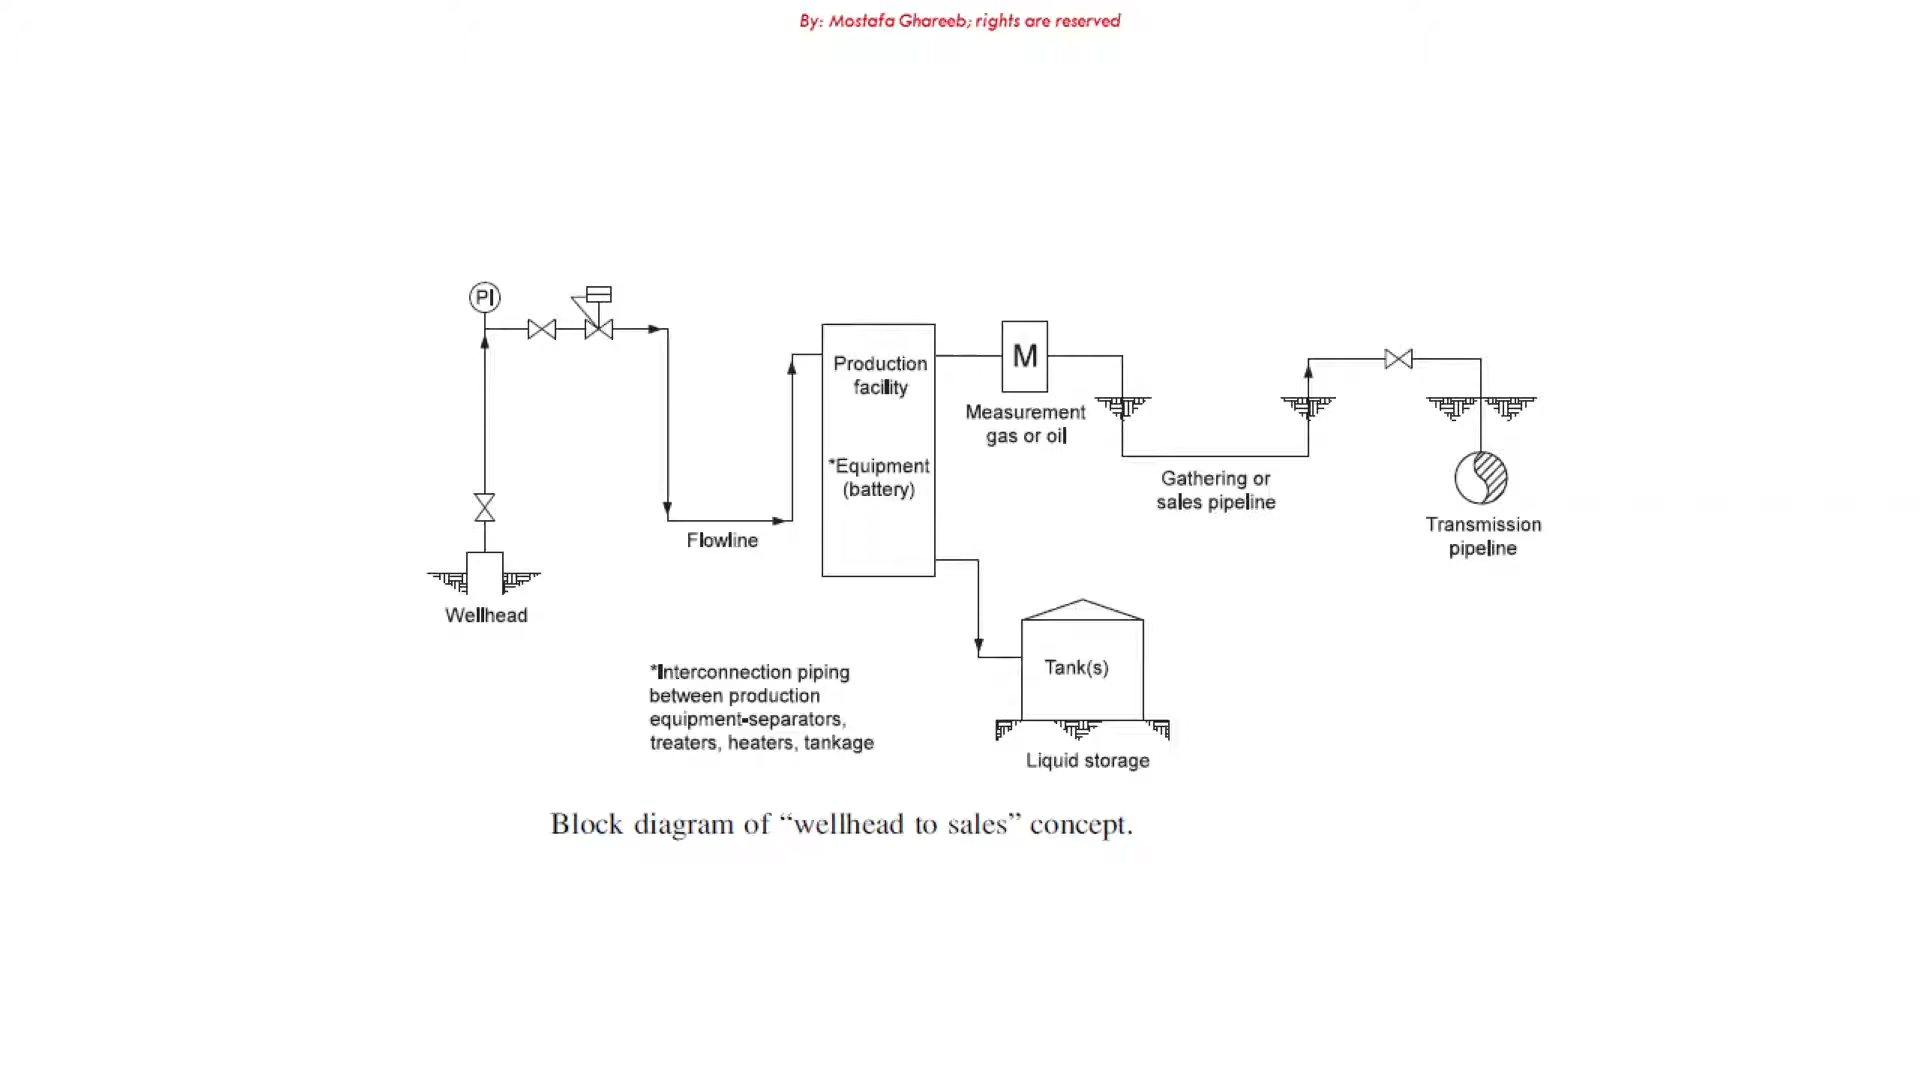 By: Mostafa Ghareeb; rights are reserved
PI
Production
facility
*Equipment
(battery)
M
Measurement
gas or oil
Gathering or
sales pipeline
Transmission
pipeline
Flowline
Wellhead
*Interconnection piping
between production
equipment-separators,
treaters, heaters, tankage
Tank(s)
Liquid storage
Block diagram of “wellhead to sales” concept.